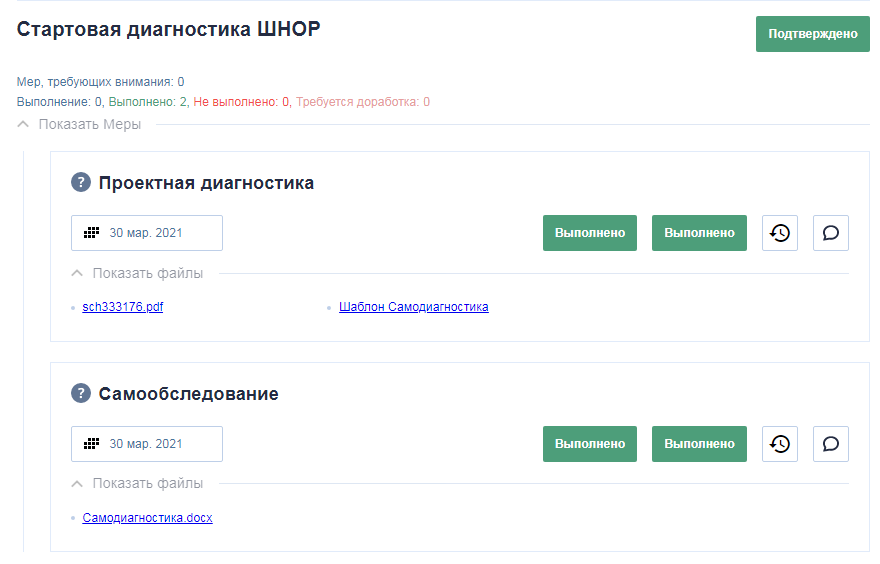 Стартовая диагностика ШНОР
Подтверждено
Мер, требующих внимания: 0
Выполнение: 0, Выполнено: 2, Не выполнено: 0, Требуется доработка: 0
Показать Меры
? Проектная диагностика
30 мар. 2021 Выполнено Выполнено
Показать файлы
sch333176.pdf Шаблон Самодиагностика
? Самообследование
30 мар. 2021 Выполнено Выполнено
Показать файлы
Самодиагностика.docx